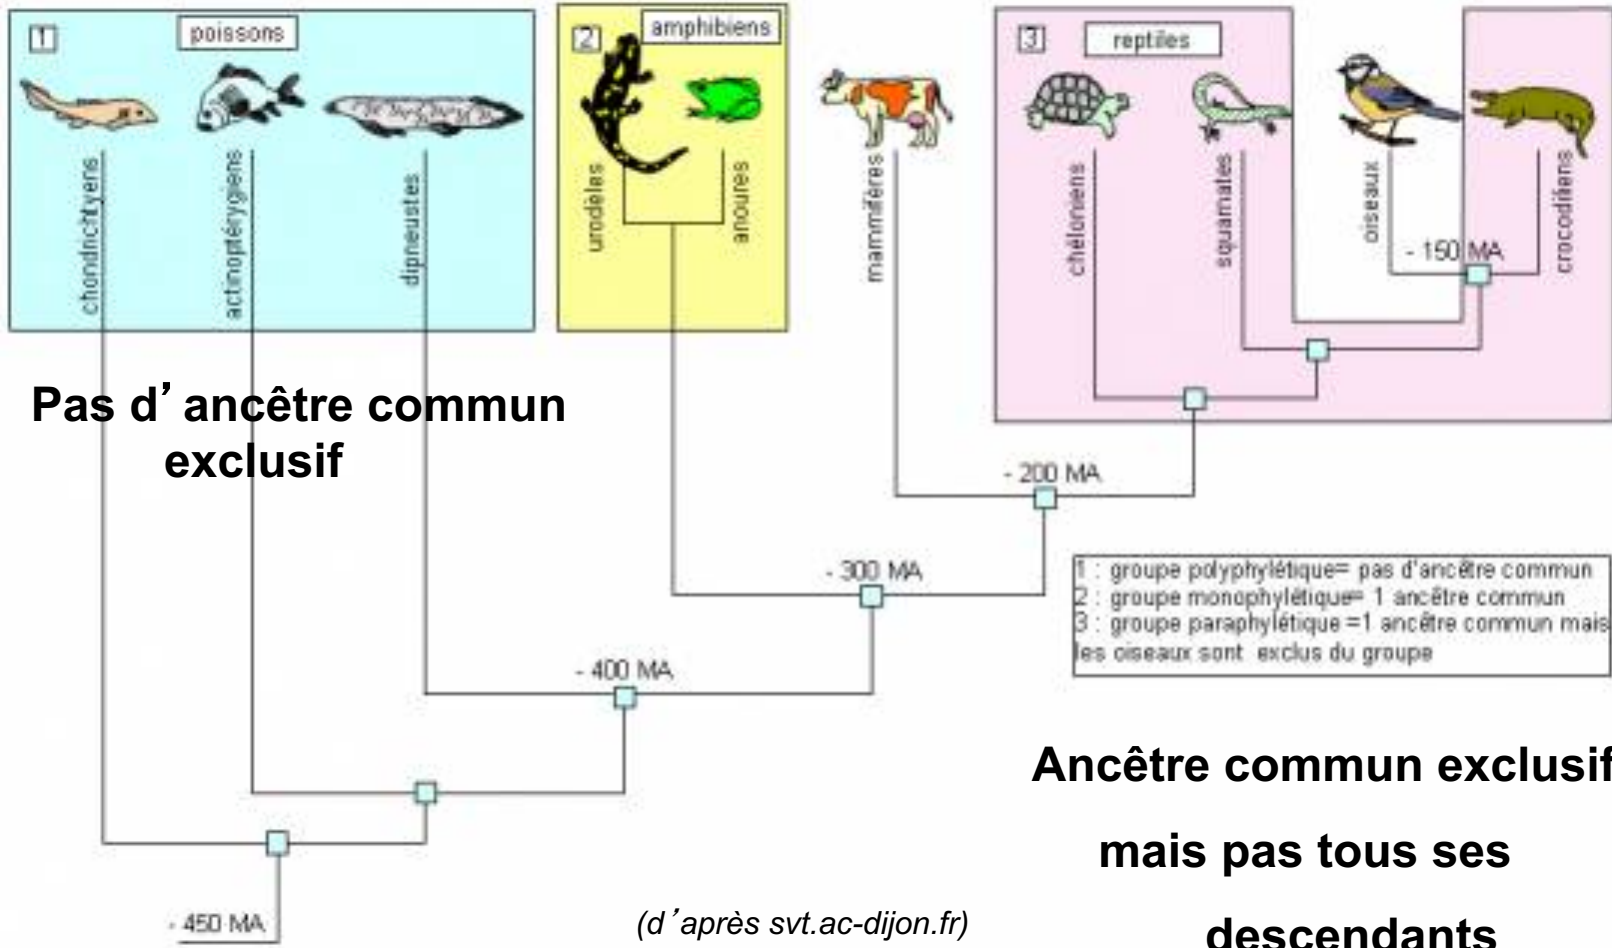 1
poissons
2
amphibiens
3
reptiles
chondrichtyens
actinoptérygiens
dipneustes
urodèles
anoures
mammifères
chéloniens
squamates
oiseaux
crocodiliens
- 150 MA
Pas d’ancêtre commun
exclusif
- 200 MA
- 300 MA
1 : groupe polyphylétique= pas d'ancêtre commun
2 : groupe monophylétique= 1 ancêtre commun
3 : groupe paraphylétique =1 ancêtre commun mais
les oiseaux sont exclus du groupe
- 400 MA
Ancêtre commun exclusif
mais pas tous ses
descendants
- 450 MA
(d’après svt.ac-dijon.fr)